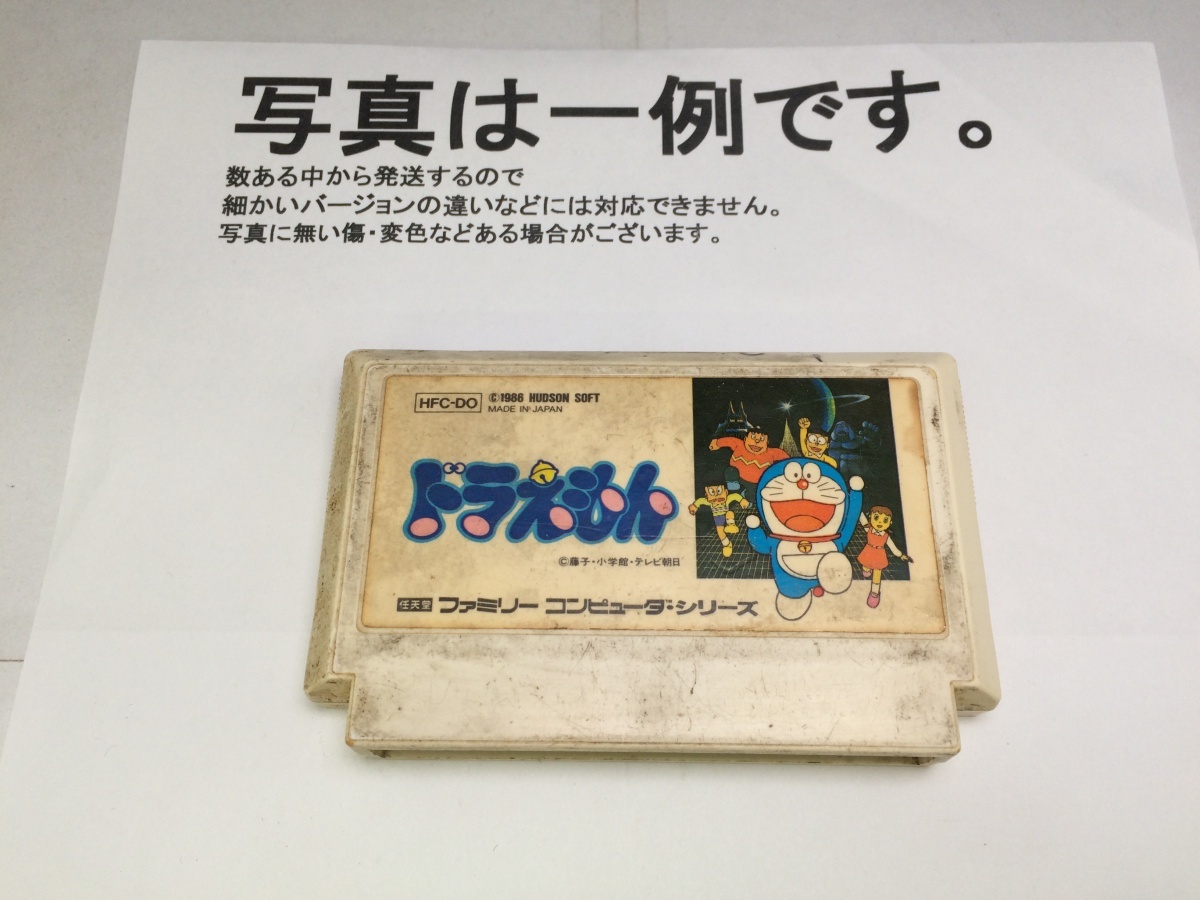 写真は一例です。
数ある中から発送するので
細かいバージョンの違いなどには対応できません。
写真に無い傷・変色などある場合がございます。
HFC-DO ©1986 HUDSON SOFT
MADE IN JAPAN
ドラえもん
©藤子・小学館・テレビ朝日
任天堂 ファミリー コンピュータ・シリーズ